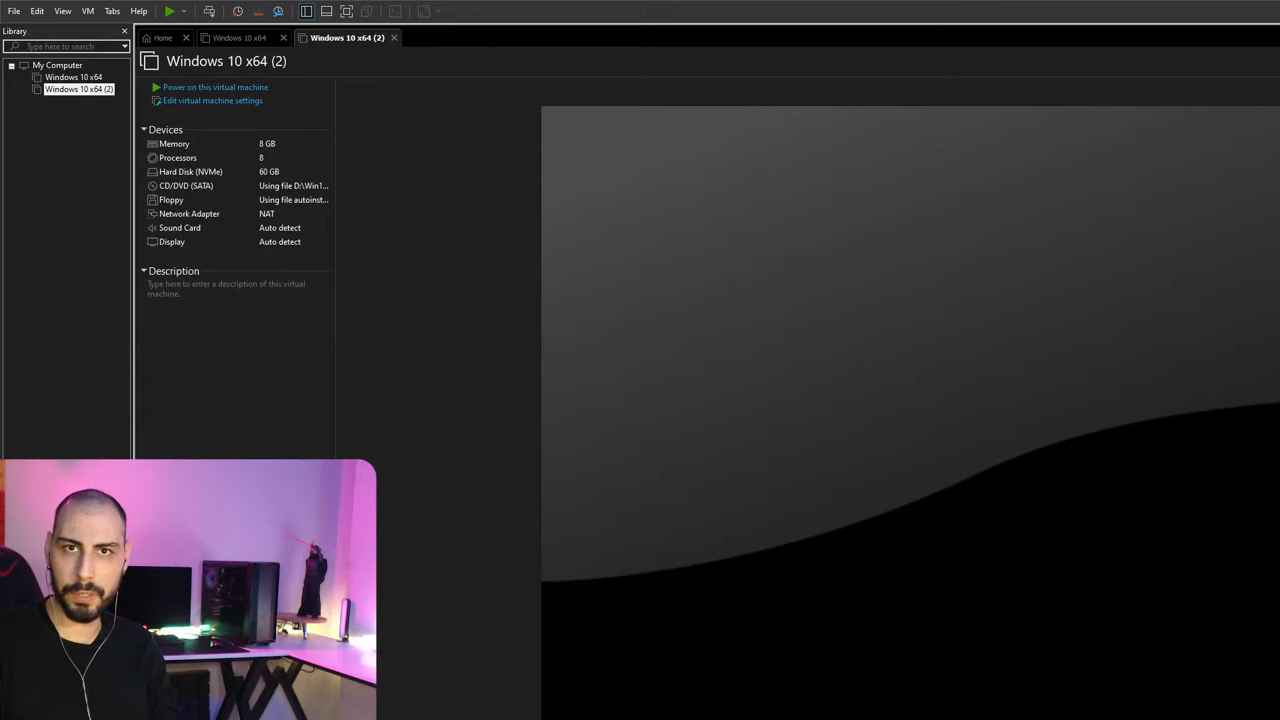 File Edit View VM Tabs Help
Library
Type here to search
My Computer
Windows 10 x64
Windows 10 x64 (2)
Home
Windows 10 x64
Windows 10 x64 (2)
Windows 10 x64 (2)
Power on this virtual machine
Edit virtual machine settings
Devices
Memory 8 GB
Processors 8
Hard Disk (NVMe) 60 GB
CD/DVD (SATA) Using file D:\Win1...
Floppy Using file autoinst...
Network Adapter NAT
Sound Card Auto detect
Display Auto detect
Description
Type here to enter a description of this virtual
machine.